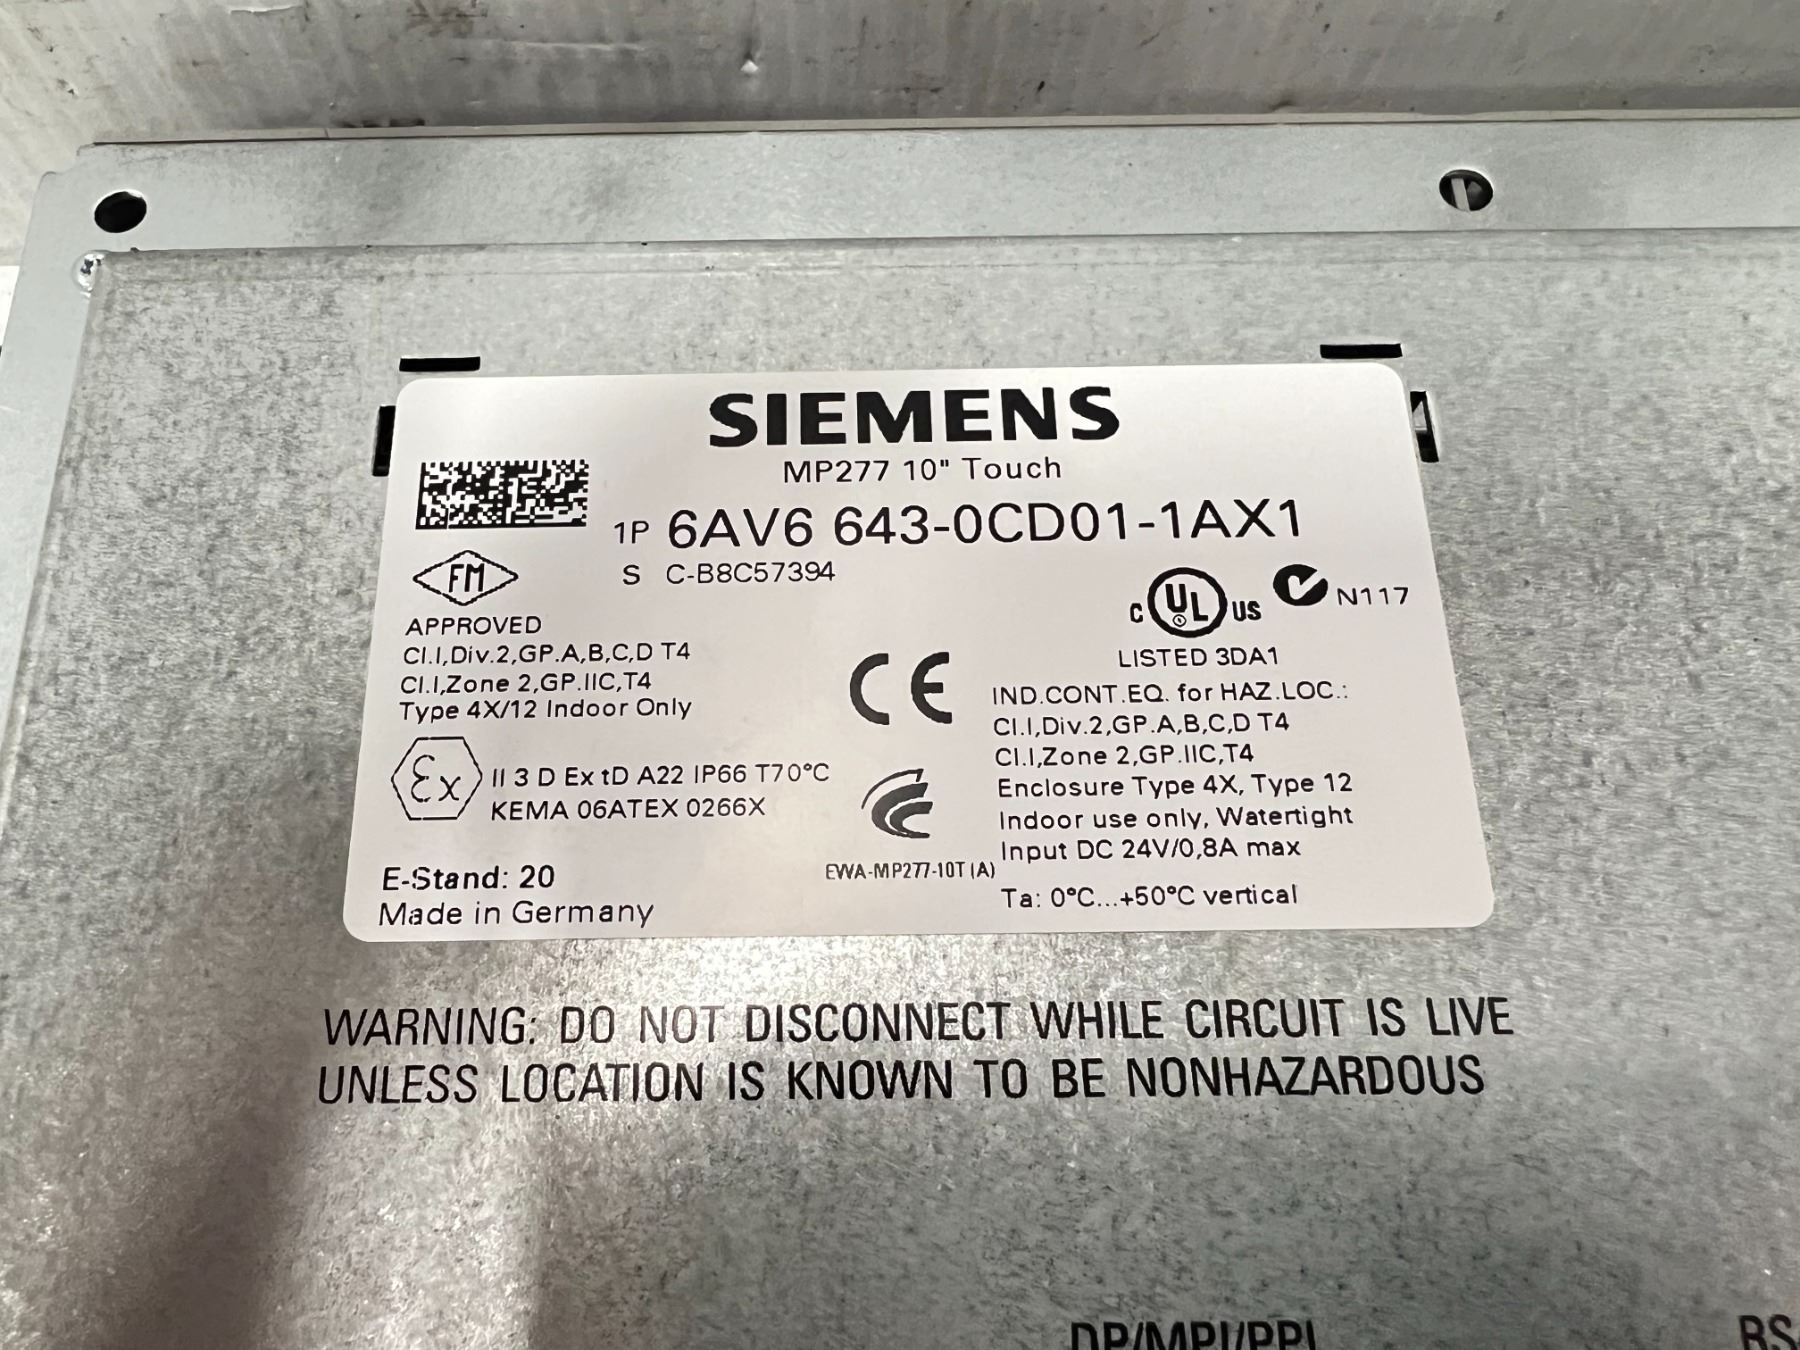 SIEMENS
MP277 10" Touch
1P 6AV6 643-0CD01-1AX1
S C-B8C57394
FM
APPROVED
Cl.I,Div.2,GP.A,B,C,D T4
Cl.I,Zone 2,GP.IIC,T4
Type 4X/12 Indoor Only
Ex II 3 D Ex tD A22 IP66 T70°C
KEMA 06ATEX 0266X
E-Stand: 20
Made in Germany
CE
EWA-MP277-10T (A)
C UL US N117
LISTED 3DA1
IND.CONT.EQ. for HAZ.LOC.:
Cl.I,Div.2,GP.A,B,C,D T4
Cl.I,Zone 2,GP.IIC,T4
Enclosure Type 4X, Type 12
Indoor use only, Watertight
Input DC 24V/0,8A max
Ta: 0°C...+50°C vertical
WARNING: DO NOT DISCONNECT WHILE CIRCUIT IS LIVE
UNLESS LOCATION IS KNOWN TO BE NONHAZARDOUS
DP/MPI/PPI